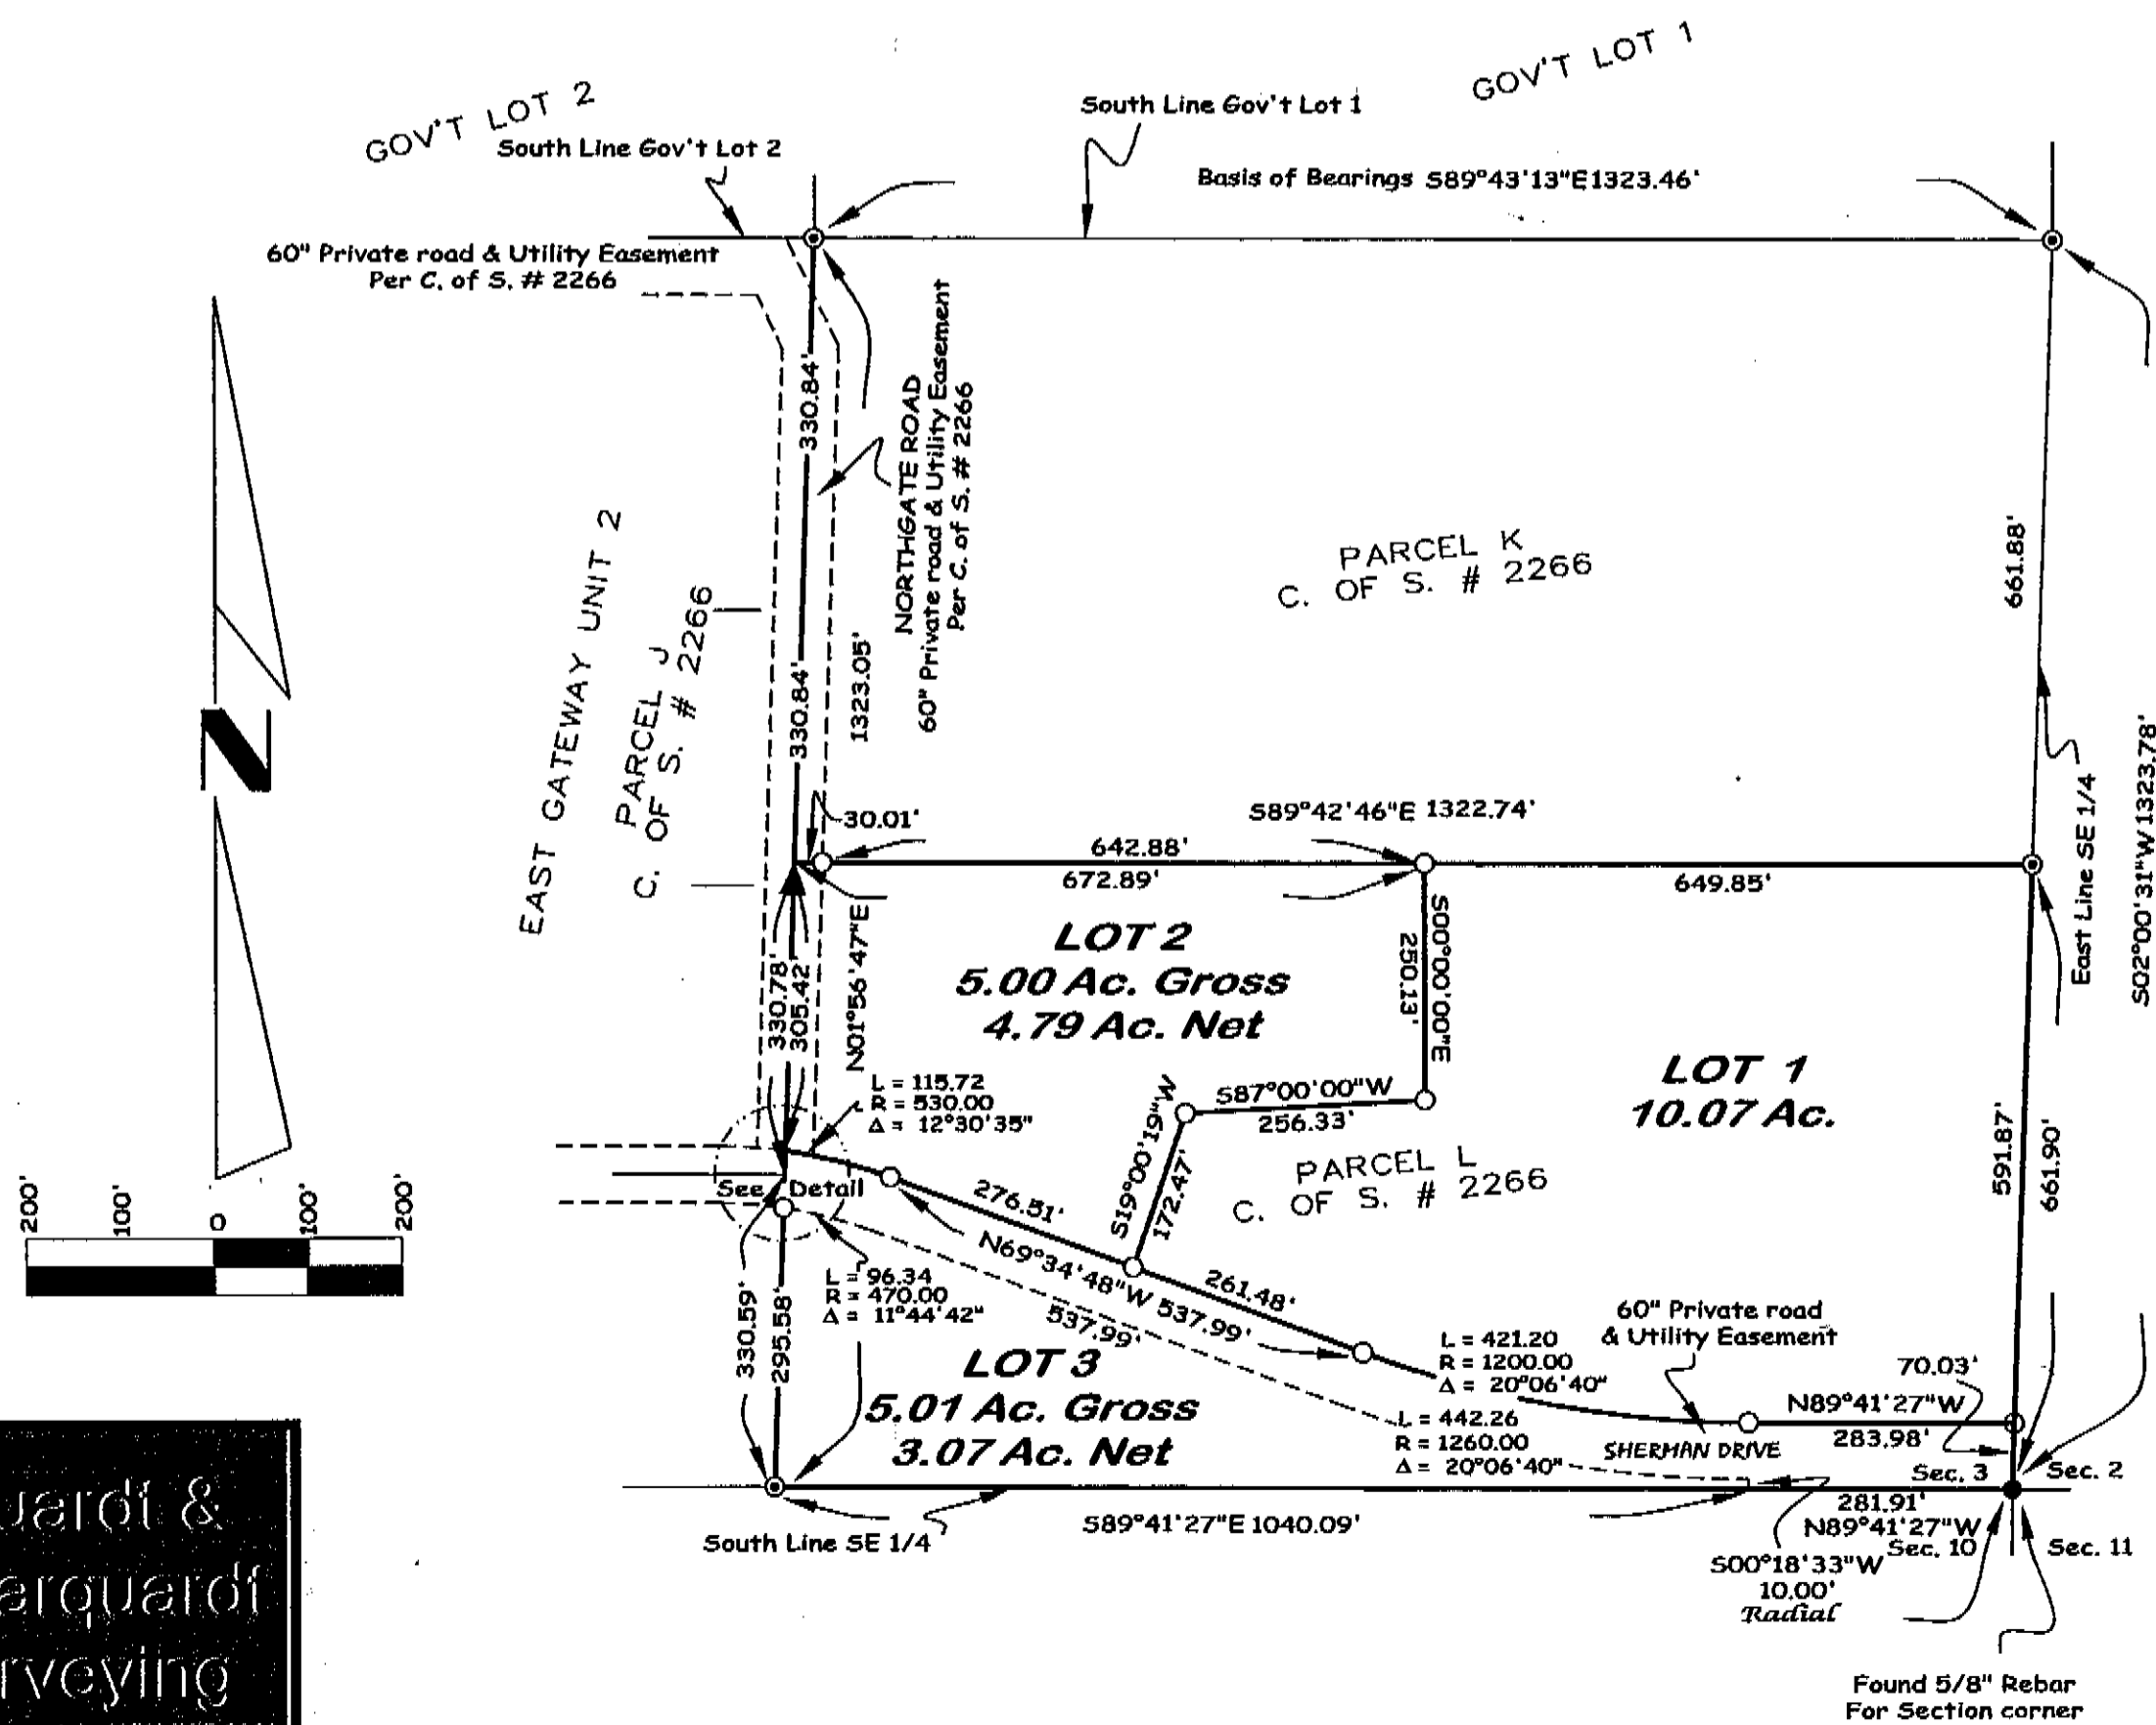 GOV'T LOT 2
South Line Gov't Lot 2
South Line Gov't Lot 1
GOV'T LOT 1
Basis of Bearings S89°43'13"E1323.46'
60" Private road & Utility Easement
Per C. of S. # 2266
330.84'
NORTHGATE ROAD
60" Private road & Utility Easement
Per C. of S. # 2266
661.88'
PARCEL K
C. OF S. # 2266
EAST GATEWAY UNIT 2
PARCEL J
C. OF S. # 2266
330.84'
1323.05'
N
East Line SE 1/4
S02°00'31"W1323.78'
30.01'
S89°42'46"E 1322.74'
642.88'
672.89'
649.85'
LOT 2
5.00 Ac. Gross
4.79 Ac. Net
S00°00'00"E
250.13'
330.78'
305.42'
N01°56'47"E
LOT 1
10.07 Ac.
L = 115.72
R = 530.00
Δ = 12°30'35"
S87°00'00"W
256.33'
S19°00'19"W
172.47'
PARCEL L
C. OF S. # 2266
591.87'
661.90'
See Detail
200'
100'
0
100'
200'
276.51'
N69°34'48"W 537.99'
261.48'
537.99'
L = 96.34
R = 470.00
Δ = 11°44'42"
330.59'
295.58'
60" Private road
& Utility Easement
L = 421.20
R = 1200.00
Δ = 20°06'40"
70.03'
LOT 3
5.01 Ac. Gross
3.07 Ac. Net
L = 442.26
R = 1260.00
Δ = 20°06'40"
N89°41'27"W
283.98'
SHERMAN DRIVE
Sec. 3
Sec. 2
281.91'
N89°41'27"W
Sec. 10
Sec. 11
South Line SE 1/4
S89°41'27"E 1040.09'
S00°18'33"W
10.00'
Radial
Found 5/8" Rebar
For Section corner
uardt &
arquardt
rveying